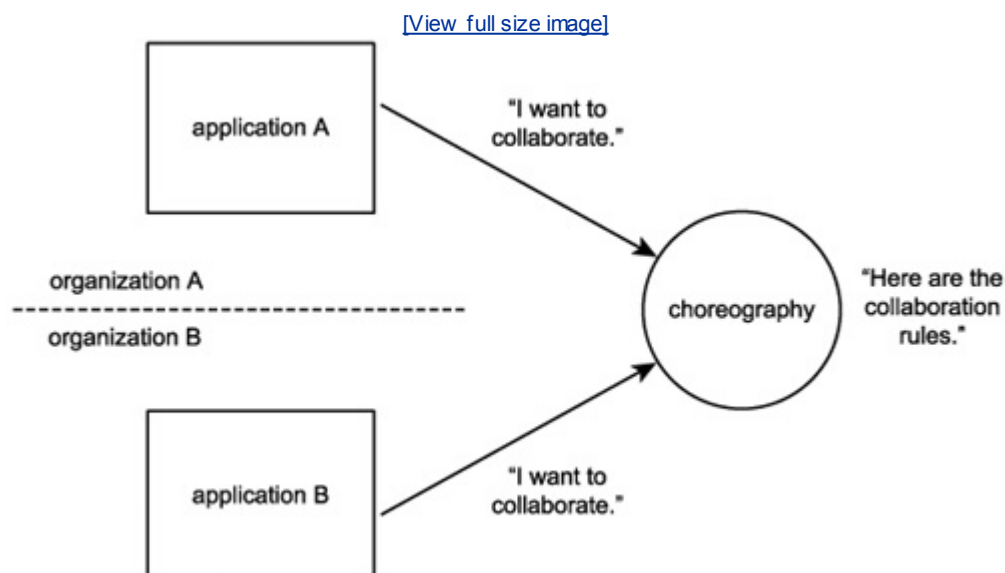 [View full size image]
application A
"I want to
collaborate."
organization A
organization B
choreography
"Here are the
collaboration
rules."
application B
"I want to
collaborate."